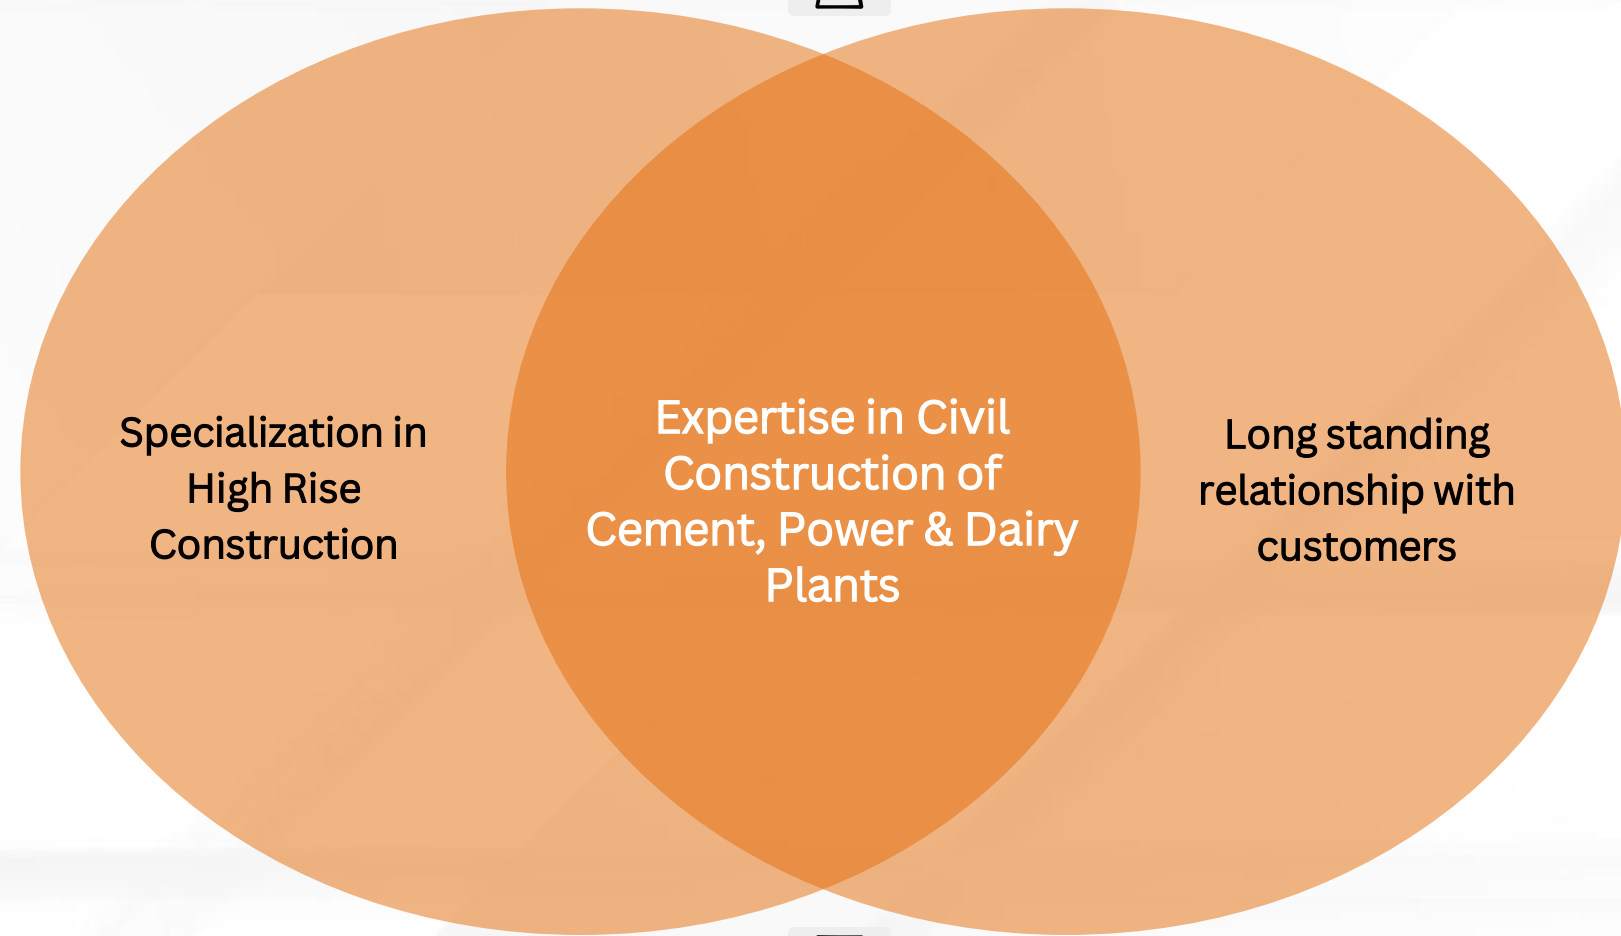 Specialization in
High Rise
Construction
Expertise in Civil
Construction of
Cement, Power & Dairy
Plants
Long standing
relationship with
customers